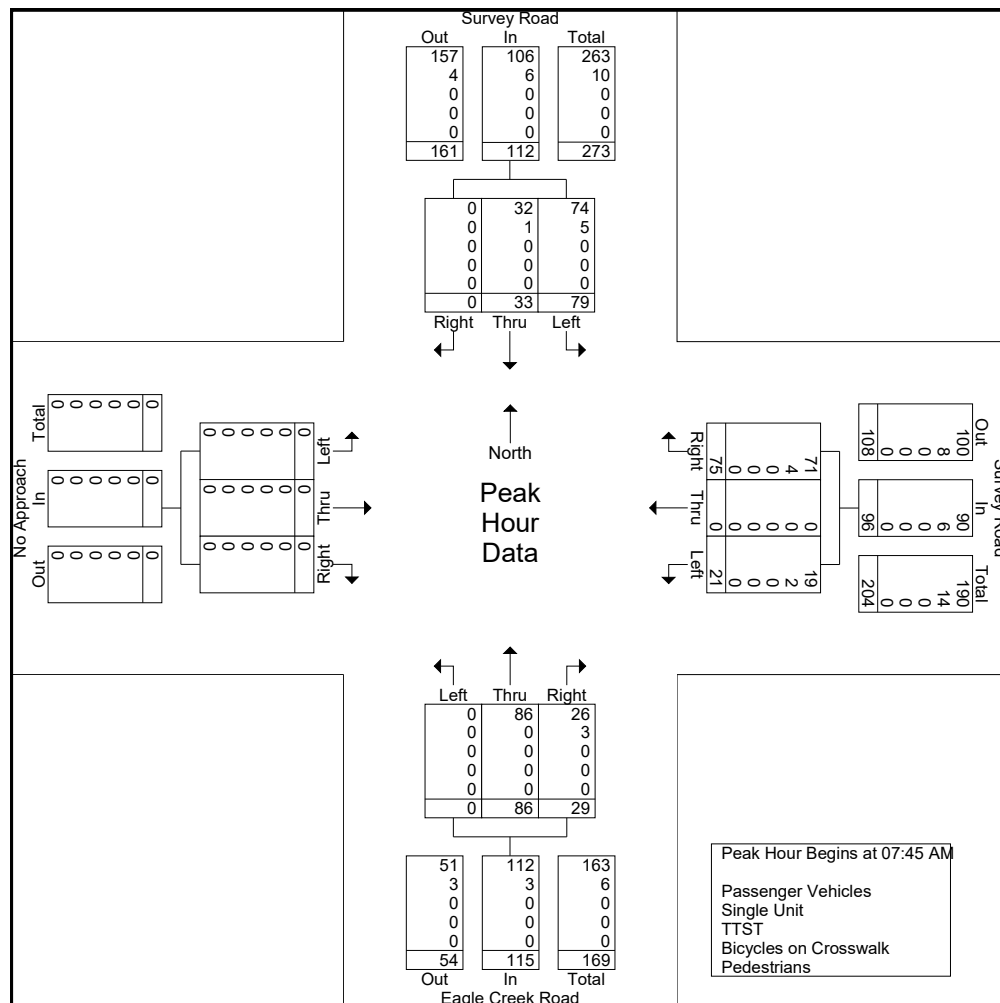 Survey Road
Out In Total
157 106 263
4 6 10
0 0 0
0 0 0
0 0 0
161 112 273
0 32 74
0 1 5
0 0 0
0 0 0
0 0 0
0 33 79
Right Thru Left
No Approach
Total
0 0 0 0 0 0
In
0 0 0 0 0 0
Out
0 0 0 0 0 0
Left
0 0 0 0 0 0
Thru
0 0 0 0 0 0
Right
0 0 0 0 0 0
North
Peak
Hour
Data
Right
71 4 0 0 0 75
Thru
0 0 0 0 0 0
Left
19 2 0 0 0 21
Survey Road
Out
100 8 0 0 0 108
In
90 6 0 0 0 96
Total
190 14 0 0 0 204
Left Thru Right
0 86 26
0 0 3
0 0 0
0 0 0
0 0 0
0 86 29
51 112 163
3 3 6
0 0 0
0 0 0
0 0 0
54 115 169
Out In Total
Eagle Creek Road
Peak Hour Begins at 07:45 AM
Passenger Vehicles
Single Unit
TTST
Bicycles on Crosswalk
Pedestrians